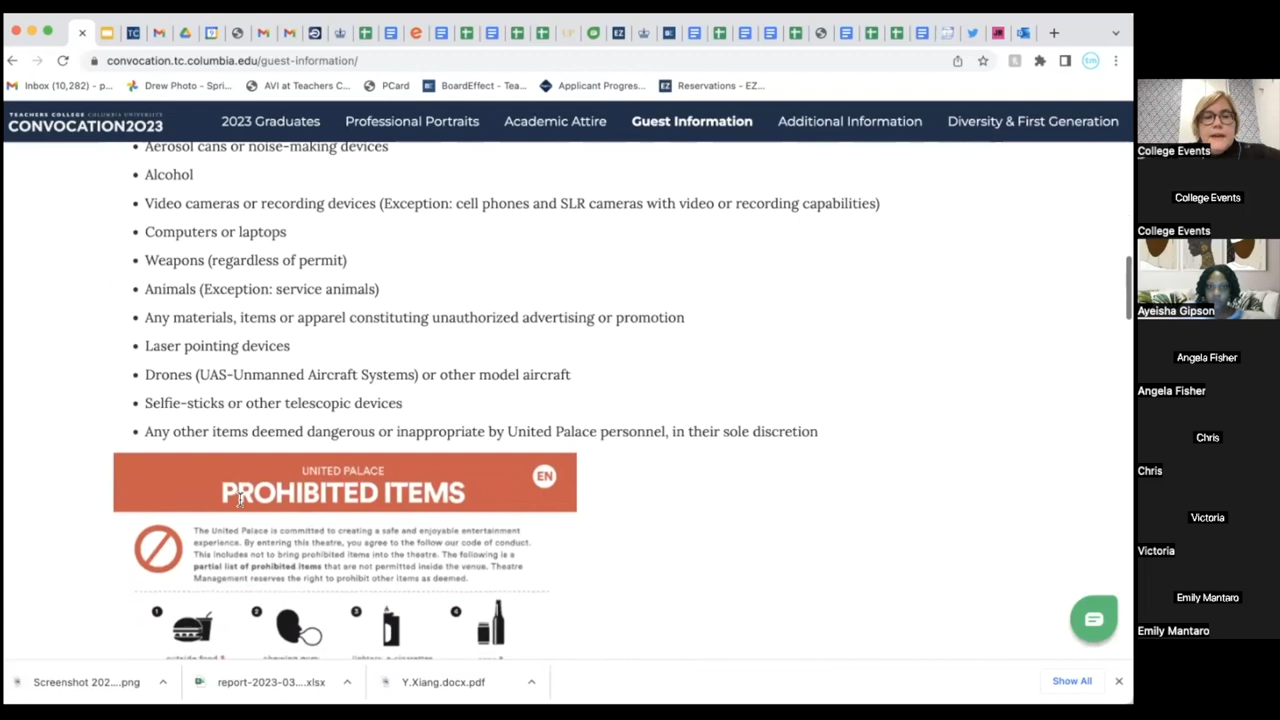 convocation.tc.columbia.edu/guest-information/
Inbox (10,282) - p...
Drew Photo - Spri...
AVI at Teachers C...
PCard
BoardEffect - Tea...
Applicant Progres...
Reservations - EZ...
TEACHERS COLLEGE COLUMBIA UNIVERSITY
CONVOCATION2023
2023 Graduates
Professional Portraits
Academic Attire
Guest Information
Additional Information
Diversity & First Generation
• Aerosol cans or noise-making devices
• Alcohol
• Video cameras or recording devices (Exception: cell phones and SLR cameras with video or recording capabilities)
• Computers or laptops
• Weapons (regardless of permit)
• Animals (Exception: service animals)
• Any materials, items or apparel constituting unauthorized advertising or promotion
• Laser pointing devices
• Drones (UAS-Unmanned Aircraft Systems) or other model aircraft
• Selfie-sticks or other telescopic devices
• Any other items deemed dangerous or inappropriate by United Palace personnel, in their sole discretion
UNITED PALACE
PROHIBITED ITEMS
EN
The United Palace is committed to creating a safe and enjoyable entertainment
experience. By entering this theatre, you agree to the follow our code of conduct.
This includes not to bring prohibited items into the theatre. The following is a
partial list of prohibited items that are not permitted inside the venue. Theatre
Management reserves the right to prohibit other items as deemed.
1
2
3
4
Screenshot 202....png
report-2023-03....xlsx
Y.Xiang.docx.pdf
Show All
College Events
College Events
College Events
Ayeisha Gipson
Angela Fisher
Angela Fisher
Chris
Chris
Victoria
Victoria
Emily Mantaro
Emily Mantaro